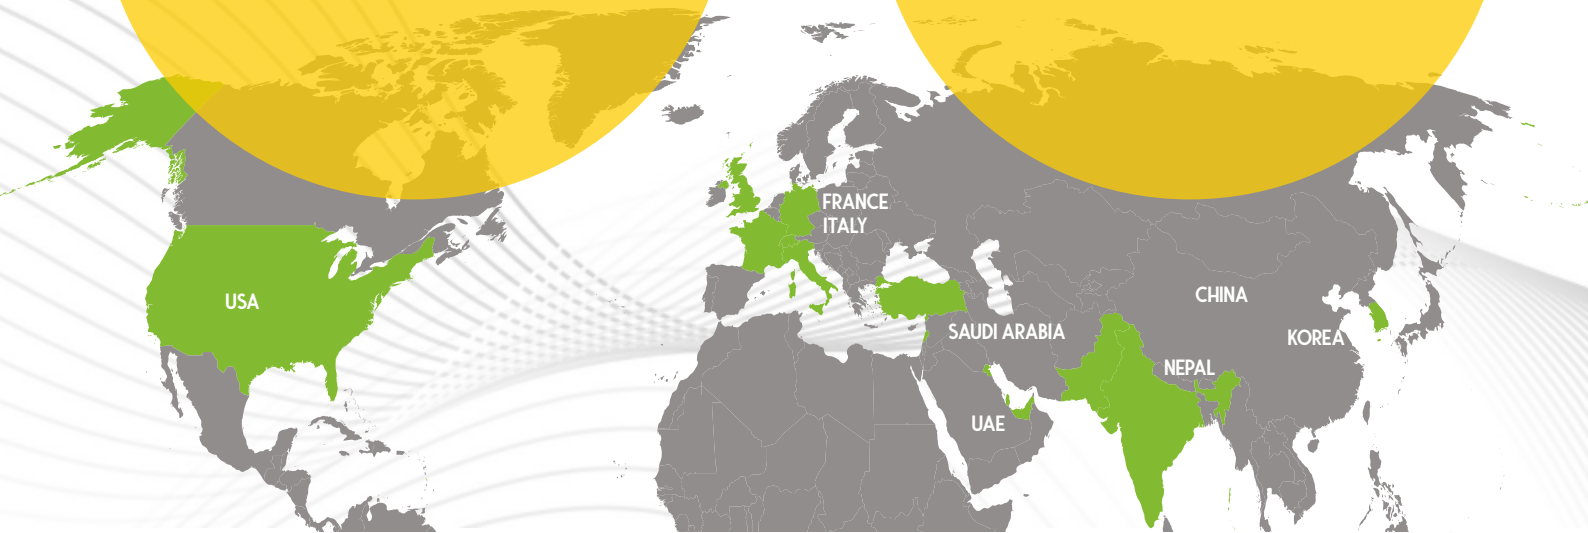 FRANCE
ITALY
USA
CHINA
SAUDI ARABIA
KOREA
NEPAL
UAE